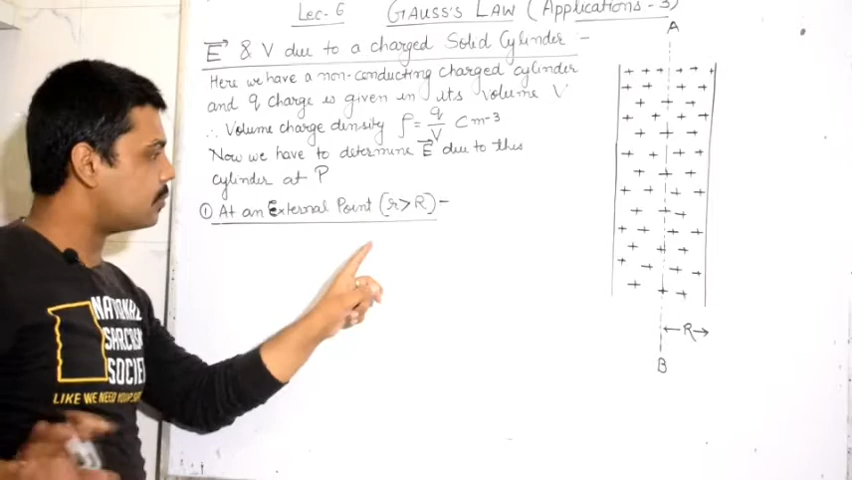 Lec-6 GAUSS'S LAW (Applications-3)
E⃗ & V due to a charged Solid Cylinder -
Here we have a non-conducting charged cylinder
and q charge is given in its volume V
∴ Volume charge density ρ = q/V C m⁻³
Now we have to determine E⃗ due to this
cylinder at P
① At an External Point (r > R) -
A
R
B
NATIONAL
SARCASM
SOCIETY
LIKE WE NEED YOUR